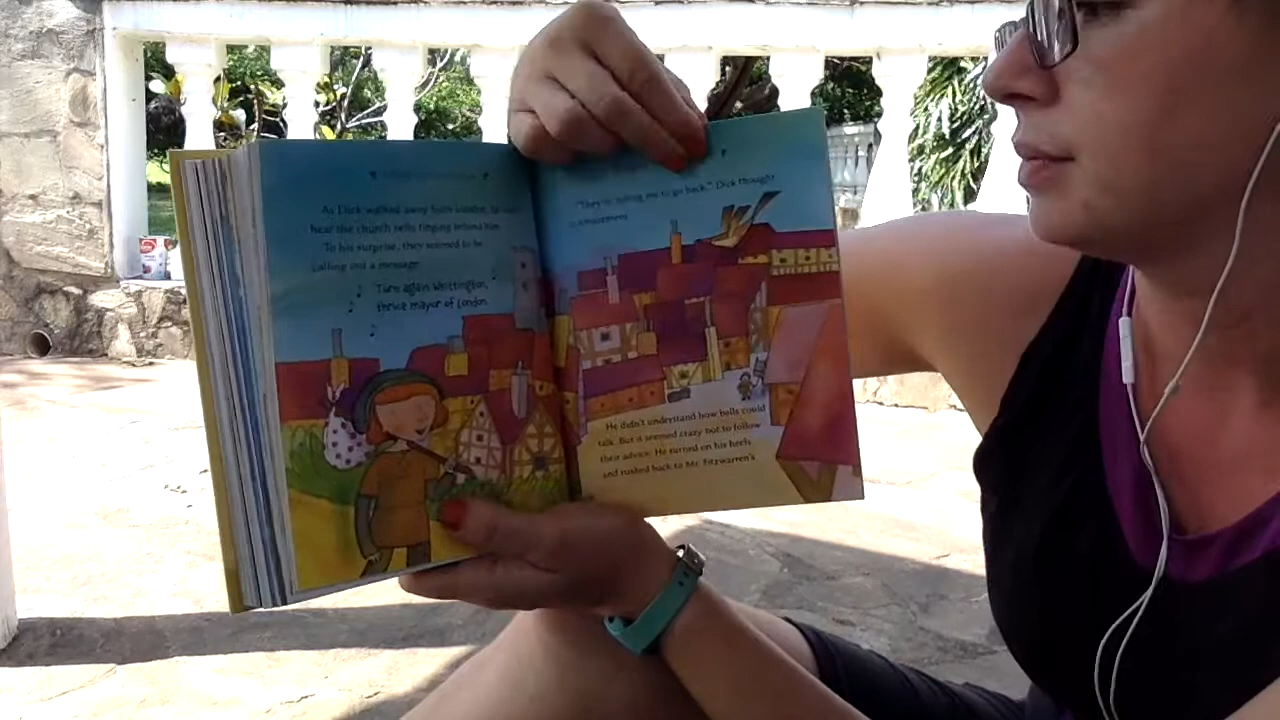 As Dick walked away from London, he could
hear the church bells ringing behind him.
To his surprise, they seemed to be
calling out a message.
Turn again Whittington,
thrice mayor of London.
"They're telling me to go back," Dick thought
in amazement.
He didn't understand how bells could
talk. But it seemed crazy not to follow
their advice. He turned on his heels
and rushed back to Mr. Fitzwarren's